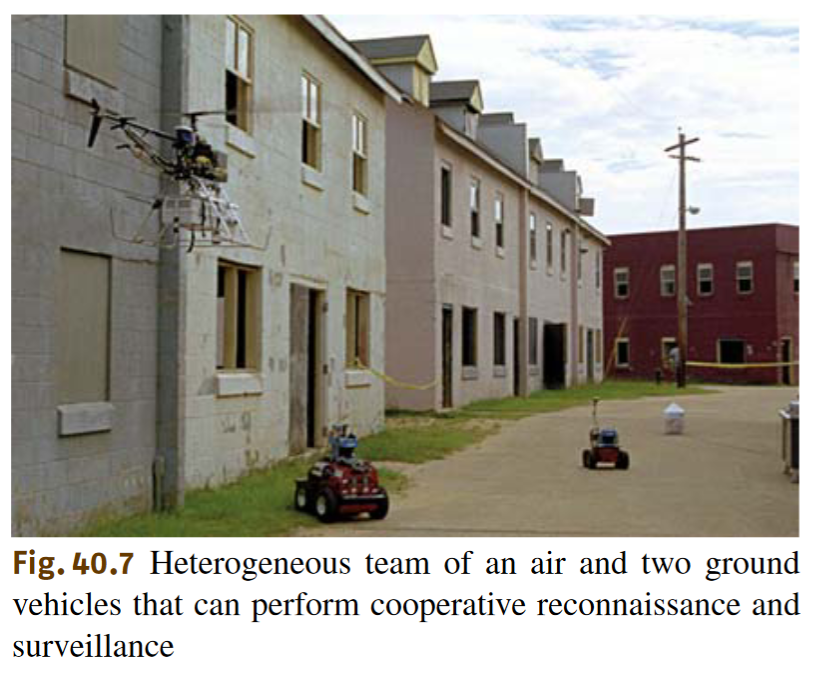 Fig. 40.7 Heterogeneous team of an air and two ground
vehicles that can perform cooperative reconnaissance and
surveillance